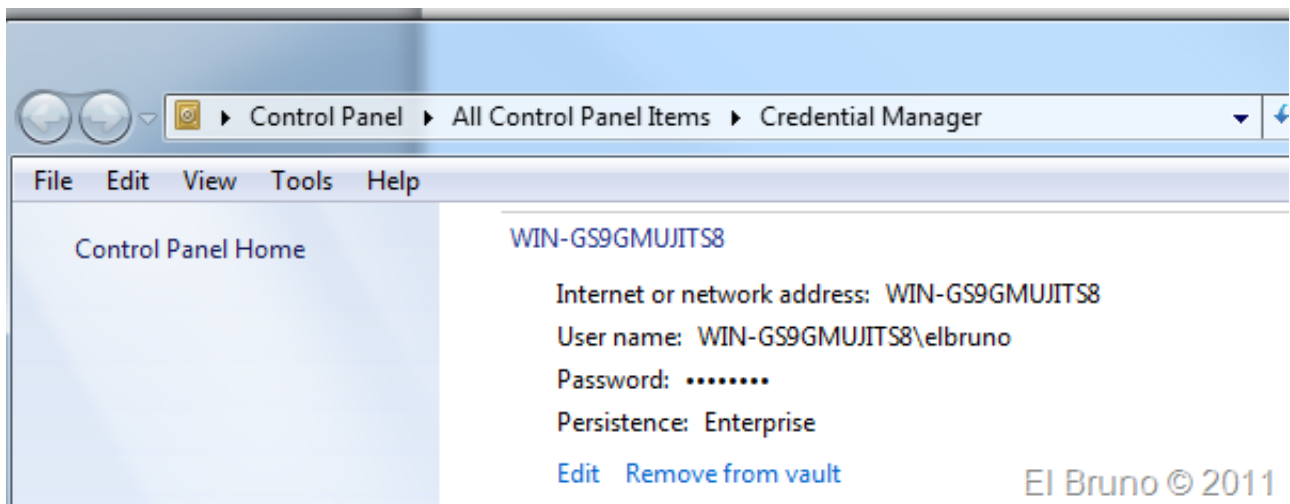 Control Panel All Control Panel Items Credential Manager
File Edit View Tools Help
Control Panel Home
WIN-GS9GMUJITS8
Internet or network address: WIN-GS9GMUJITS8
User name: WIN-GS9GMUJITS8\elbruno
Password: ••••••••
Persistence: Enterprise
Edit Remove from vault
El Bruno © 2011